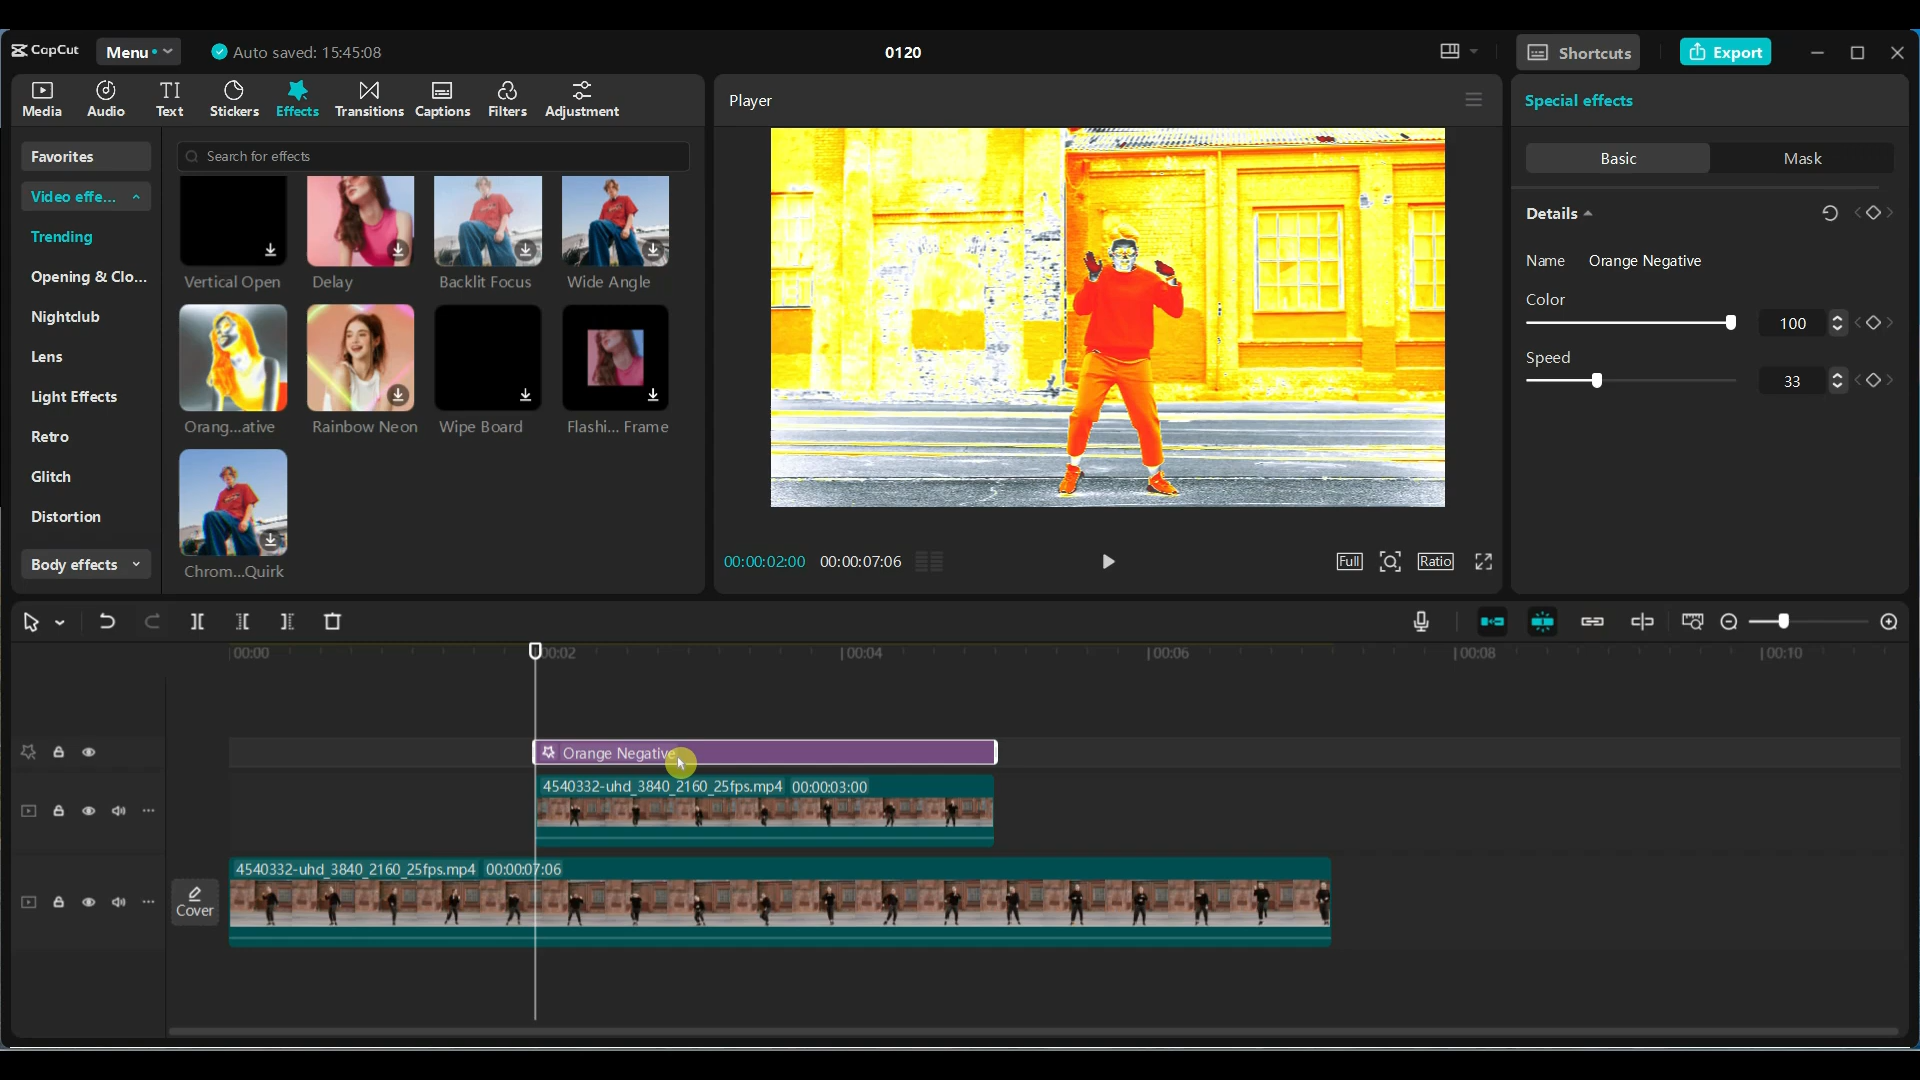 CapCut
Menu
Auto saved: 15:45:08
0120
Shortcuts
Export
Media
Audio
Text
Stickers
Effects
Transitions
Captions
Filters
Adjustment
Favorites
Video effe...
Trending
Opening & Clo...
Nightclub
Lens
Light Effects
Retro
Glitch
Distortion
Body effects
Search for effects
Vertical Open
Delay
Backlit Focus
Wide Angle
Orang...ative
Rainbow Neon
Wipe Board
Flashi... Frame
Chrom...Quirk
Player
00:00:02:00 00:00:07:06
Full
Ratio
Special effects
Basic
Mask
Details
Name Orange Negative
Color
100
Speed
33
00:00
00:02
00:04
00:06
00:08
00:10
Orange Negative
4540332-uhd_3840_2160_25fps.mp4 00:00:03:00
4540332-uhd_3840_2160_25fps.mp4 00:00:07:06
Cover